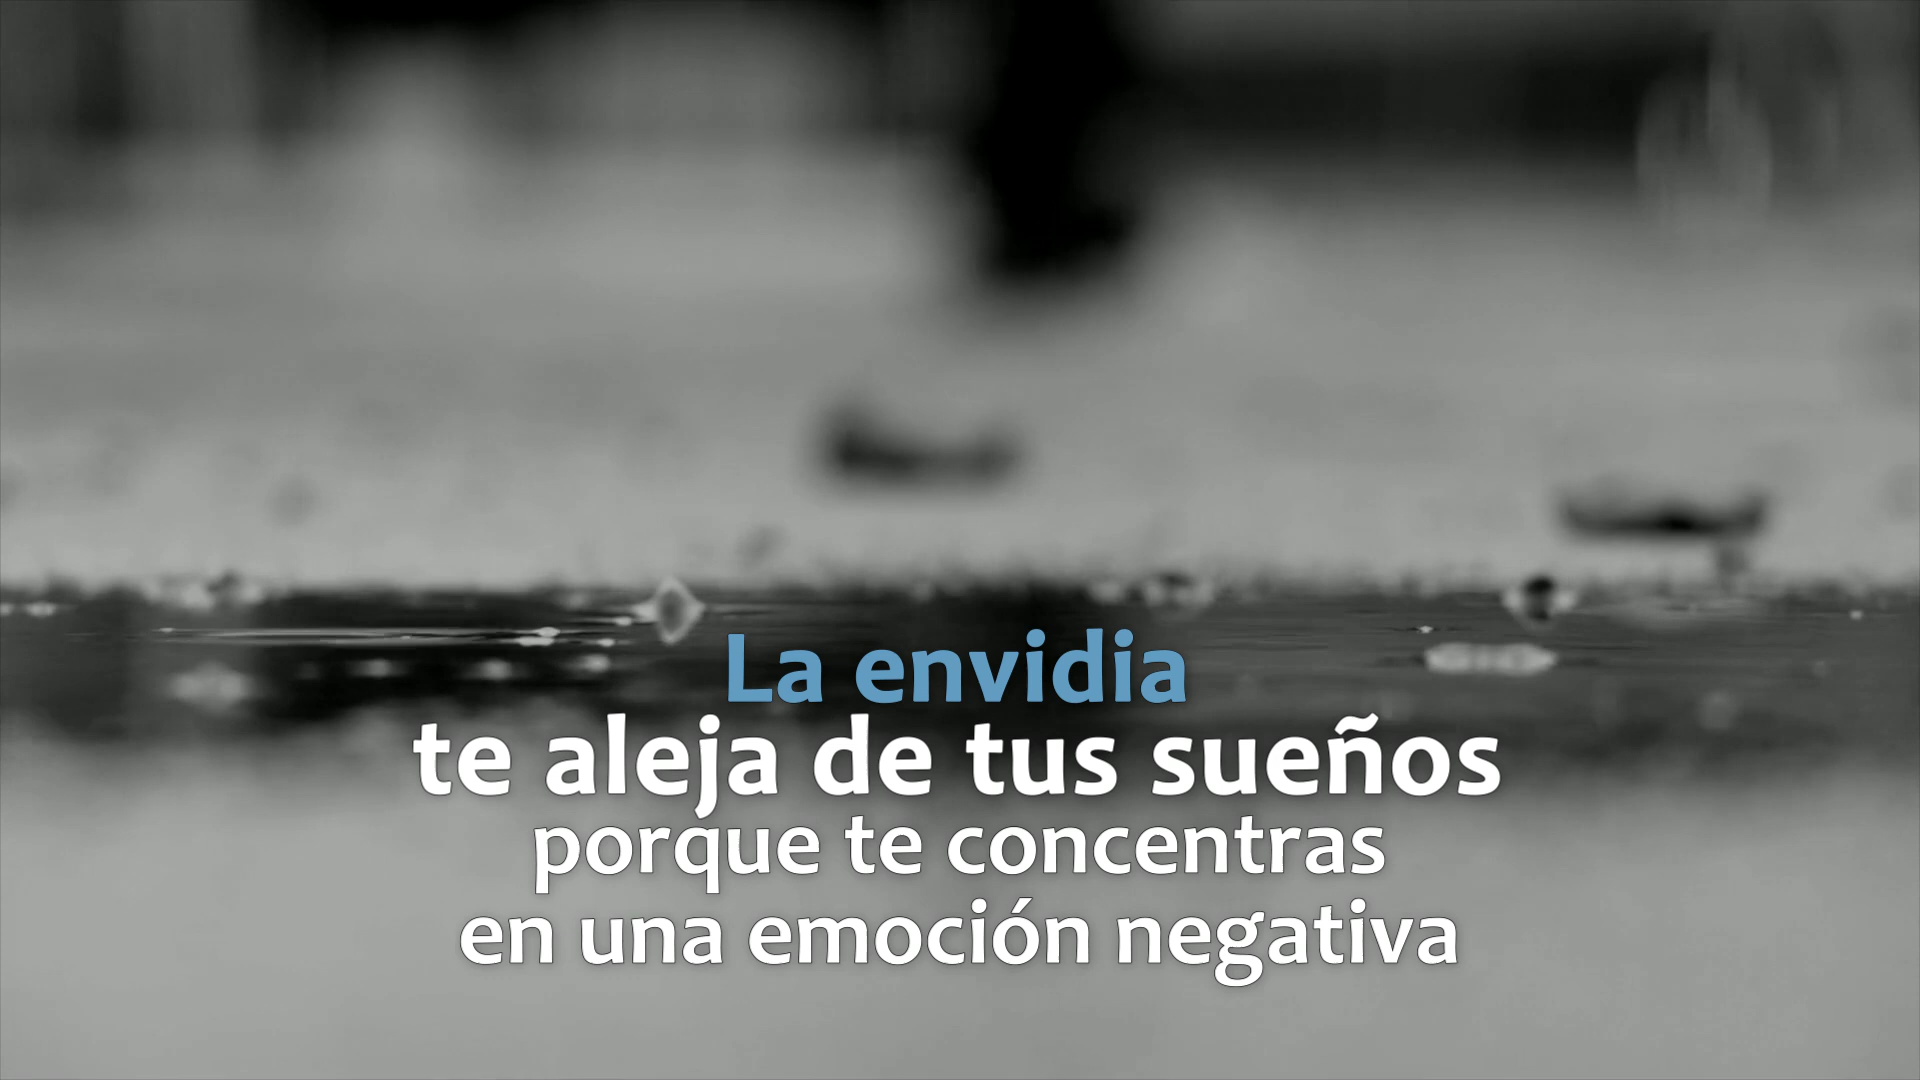 La envidia
te aleja de tus sueños
porque te concentras
en una emoción negativa